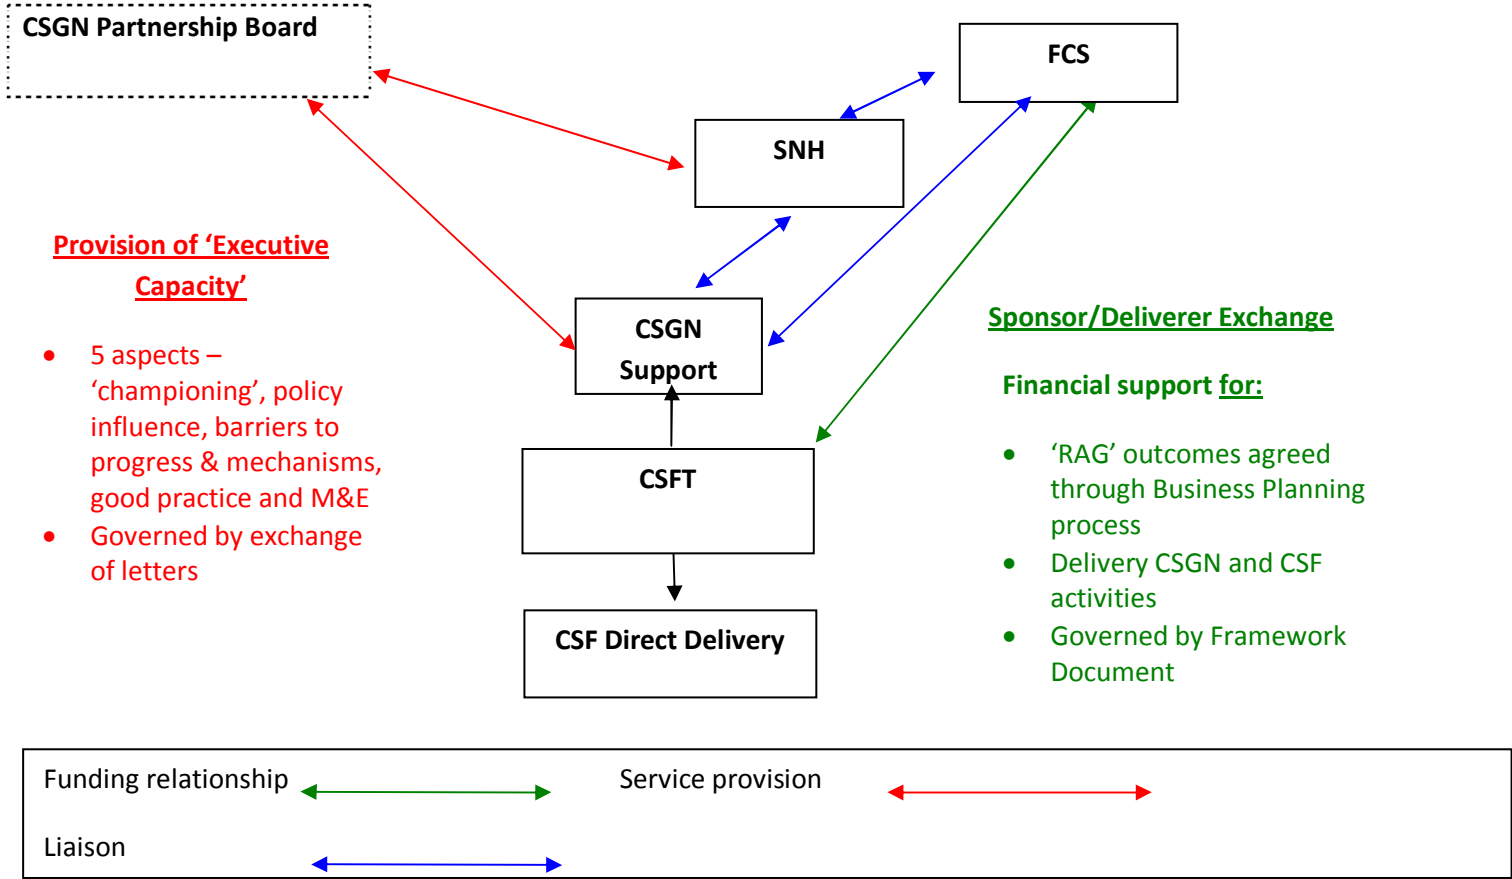 CSGN Partnership Board
FCS
SNH
Provision of ‘Executive
Capacity’
• 5 aspects –
‘championing’, policy
influence, barriers to
progress & mechanisms,
good practice and M&E
• Governed by exchange
of letters
CSGN
Support
CSFT
CSF Direct Delivery
Sponsor/Deliverer Exchange
Financial support for:
• ‘RAG’ outcomes agreed
through Business Planning
process
• Delivery CSGN and CSF
activities
• Governed by Framework
Document
Funding relationship
Service provision
Liaison